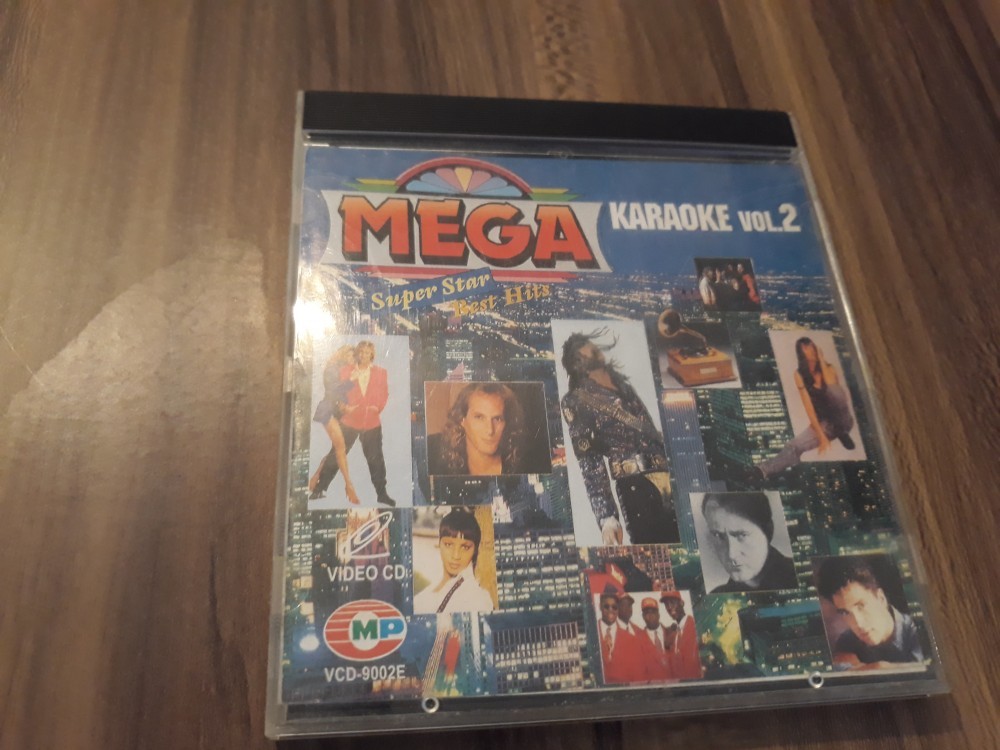 MEGA
KARAOKE VOL.2
Super Star
Best Hits
VIDEO CD
MP
VCD-9002E